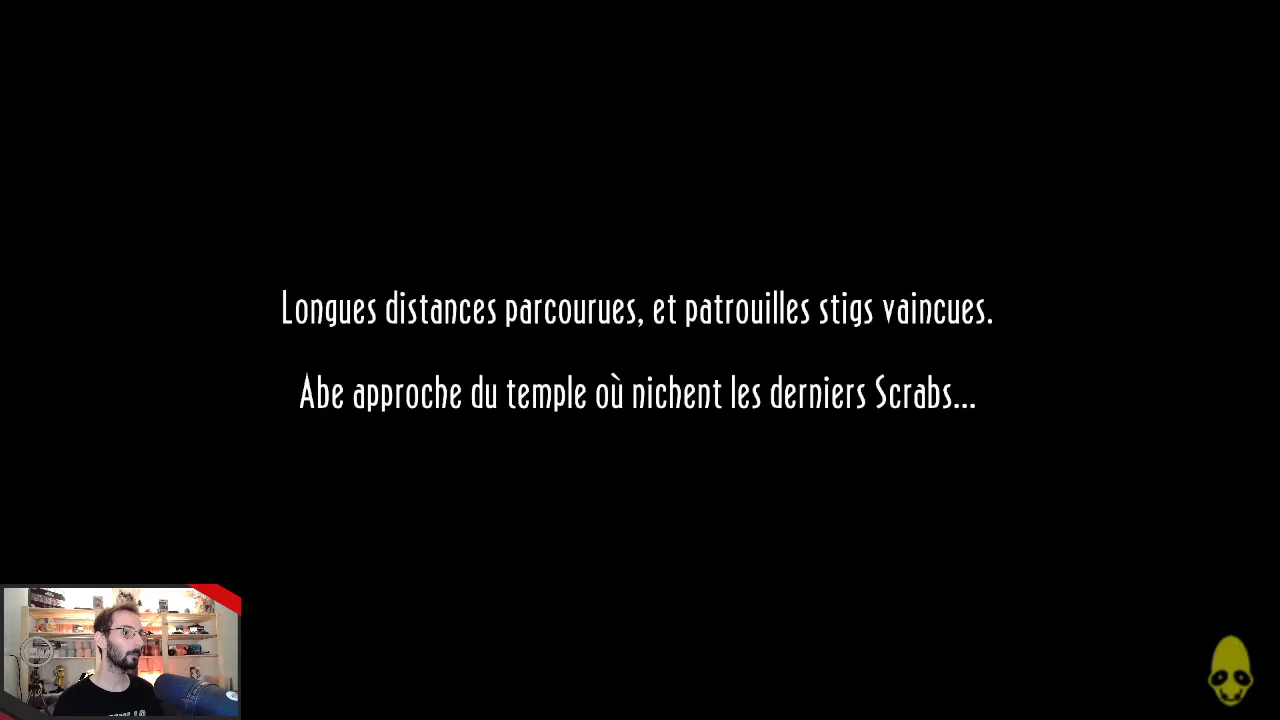 Longues distances parcourues, et patrouilles stigs vaincues.
Abe approche du temple où nichent les derniers Scrabs...